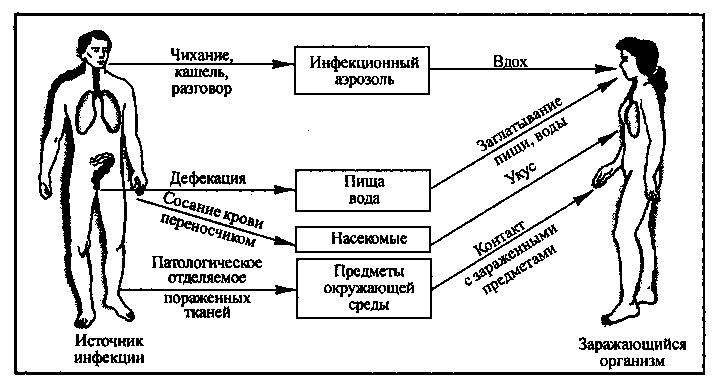 Чихание,
кашель,
разговор
Инфекционный
аэрозоль
Вдох
Заглатывание
пищи, воды
Дефекация
Пища
вода
Укус
Сосание крови
переносчиком
Насекомые
Контакт
с зараженными
предметами
Патологическое
отделяемое
пораженных
тканей
Предметы
окружающей
среды
Источник
инфекции
Заражающийся
организм